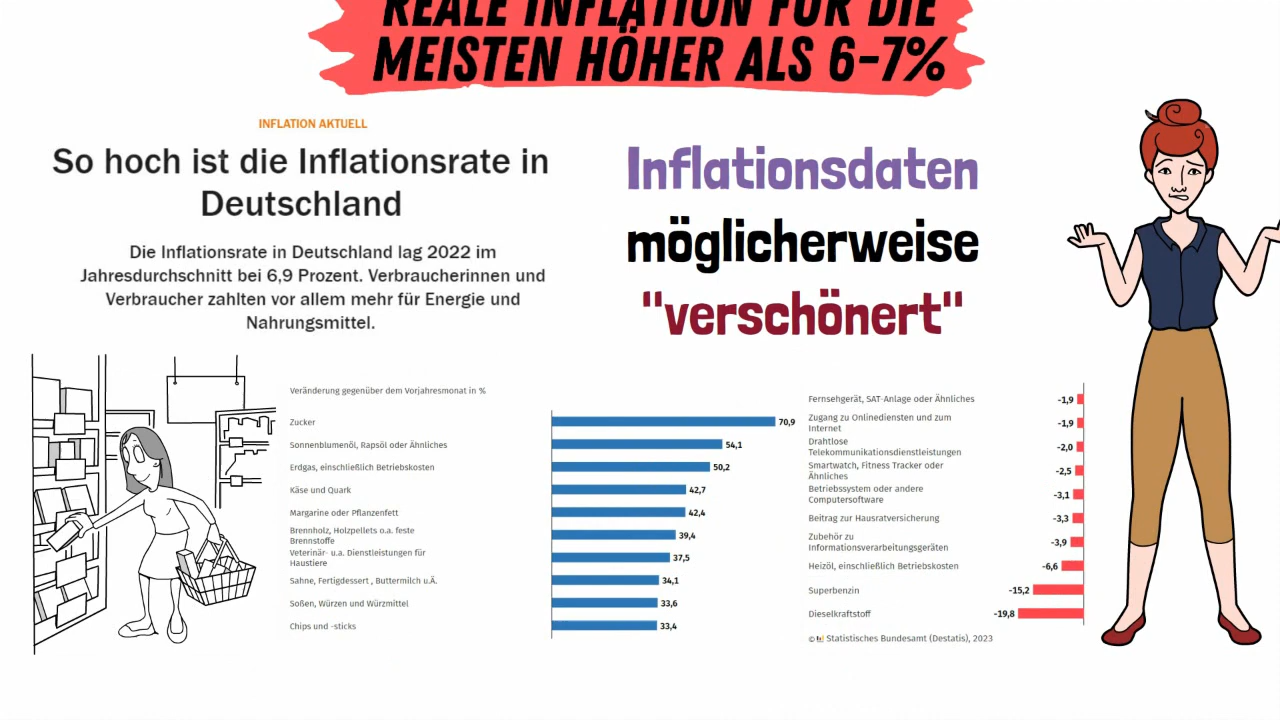 REALE INFLATION FÜR DIE
MEISTEN HÖHER ALS 6-7%
INFLATION AKTUELL
So hoch ist die Inflationsrate in
Deutschland
Die Inflationsrate in Deutschland lag 2022 im
Jahresdurchschnitt bei 6,9 Prozent. Verbraucherinnen und
Verbraucher zahlten vor allem mehr für Energie und
Nahrungsmittel.
Inflationsdaten
möglicherweise
"verschönert"
Veränderung gegenüber dem Vorjahresmonat in %
Zucker 70,9
Sonnenblumenöl, Rapsöl oder Ähnliches 54,1
Erdgas, einschließlich Betriebskosten 50,2
Käse und Quark 42,7
Margarine oder Pflanzenfett 42,4
Brennholz, Holzpellets o.a. feste
Brennstoffe 39,4
Veterinär- u.a. Dienstleistungen für
Haustiere 37,5
Sahne, Fertigdessert , Buttermilch u.Ä. 34,1
Soßen, Würzen und Würzmittel 33,6
Chips und -sticks 33,4
Fernsehgerät, SAT-Anlage oder Ähnliches -1,9
Zugang zu Onlinediensten und zum
Internet -1,9
Drahtlose
Telekommunikationsdienstleistungen -2,0
Smartwatch, Fitness Tracker oder
Ähnliches -2,5
Betriebssystem oder andere
Computersoftware -3,1
Beitrag zur Hausratversicherung -3,3
Zubehör zu
Informationsverarbeitungsgeräten -3,9
Heizöl, einschließlich Betriebskosten -6,6
Superbenzin -15,2
Dieselkraftstoff -19,8
© Statistisches Bundesamt (Destatis), 2023